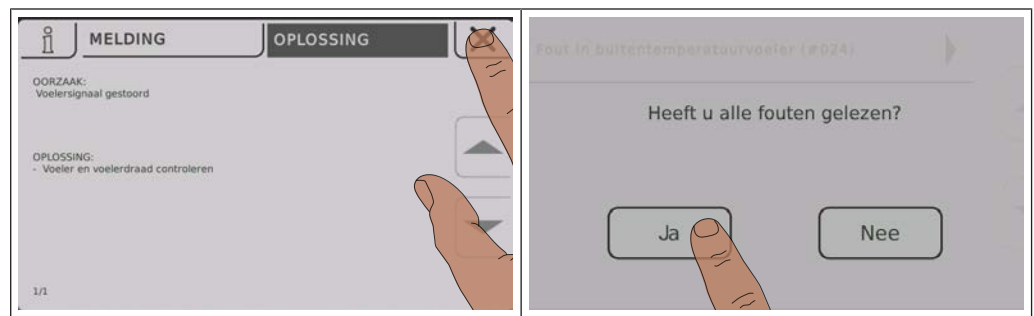 MELDING
OPLOSSING
OORZAAK:
Voelersignaal gestoord
OPLOSSING:
- Voeler en voelerdraad controleren
1/1
Fout in buitentemperatuurvoeler (#024)
Heeft u alle fouten gelezen?
Ja
Nee